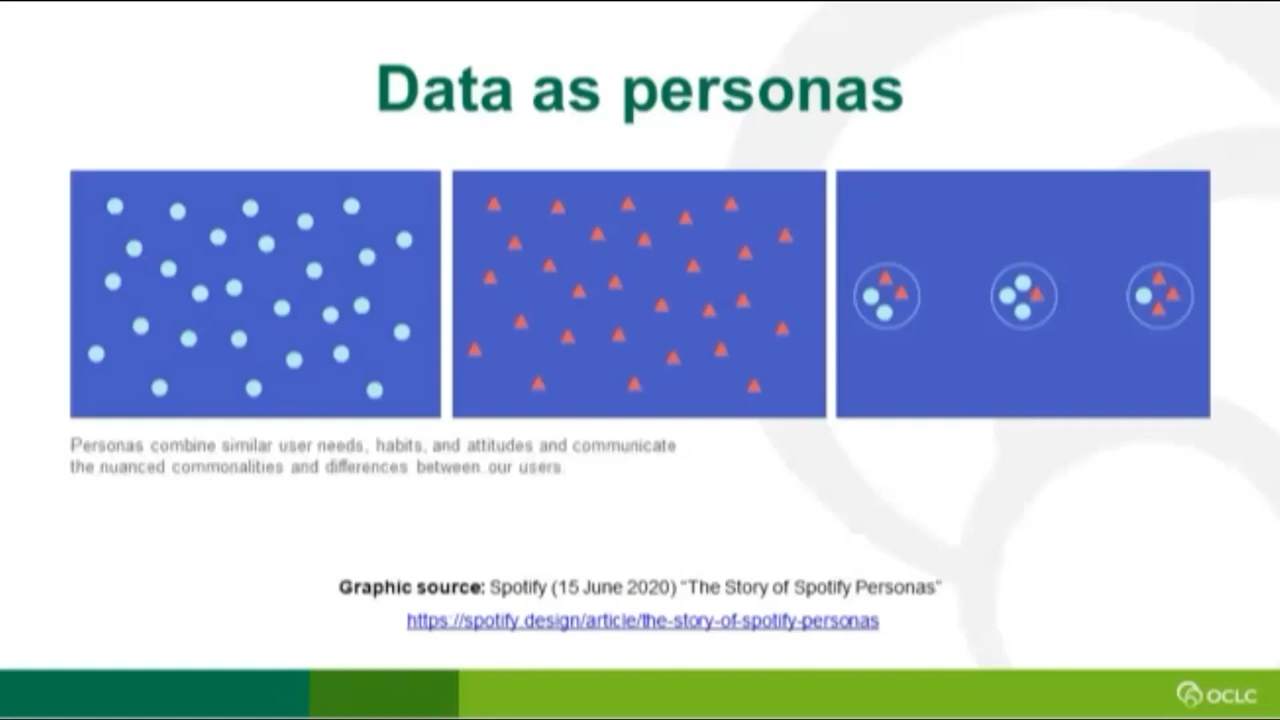 Data as personas
Personas combine similar user needs, habits, and attitudes and communicate
the nuanced commonalities and differences between our users.
Graphic source: Spotify (15 June 2020) "The Story of Spotify Personas"
https://spotify.design/article/the-story-of-spotify-personas
OCLC